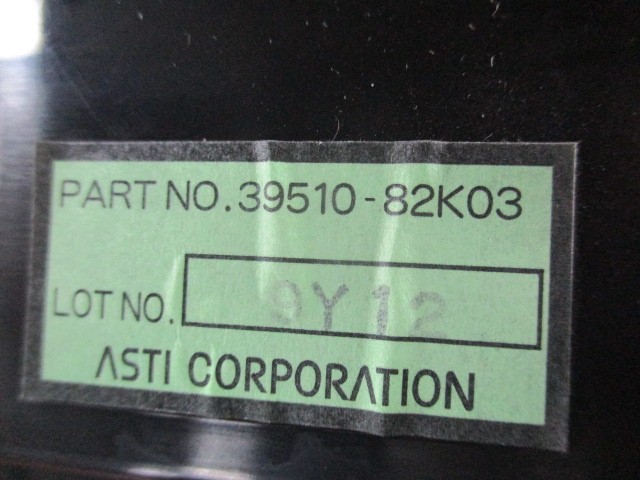 PART NO.39510-82K03
LOT NO. 9Y12
ASTI CORPORATION